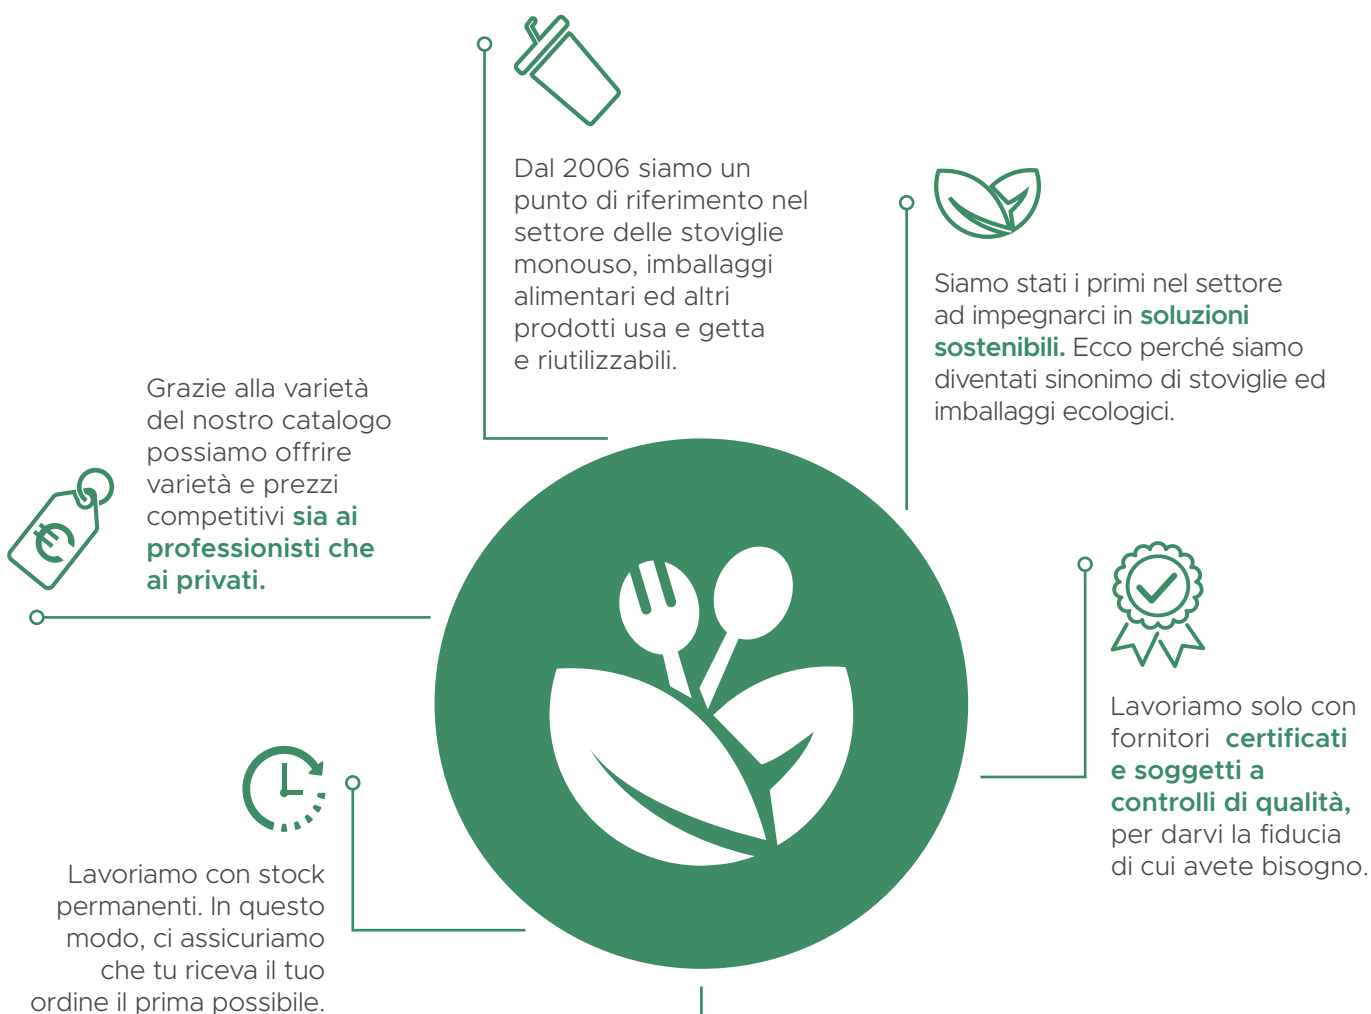 Dal 2006 siamo un
punto di riferimento nel
settore delle stoviglie
monouso, imballaggi
alimentari ed altri
prodotti usa e getta
e riutilizzabili.
Siamo stati i primi nel settore
ad impegnarci in soluzioni
sostenibili. Ecco perché siamo
diventati sinonimo di stoviglie ed
imballaggi ecologici.
Grazie alla varietà
del nostro catalogo
possiamo offrire
varietà e prezzi
competitivi sia ai
professionisti che
ai privati.
Lavoriamo solo con
fornitori certificati
e soggetti a
controlli di qualità,
per darvi la fiducia
di cui avete bisogno.
Lavoriamo con stock
permanenti. In questo
modo, ci assicuriamo
che tu riceva il tuo
ordine il prima possibile.